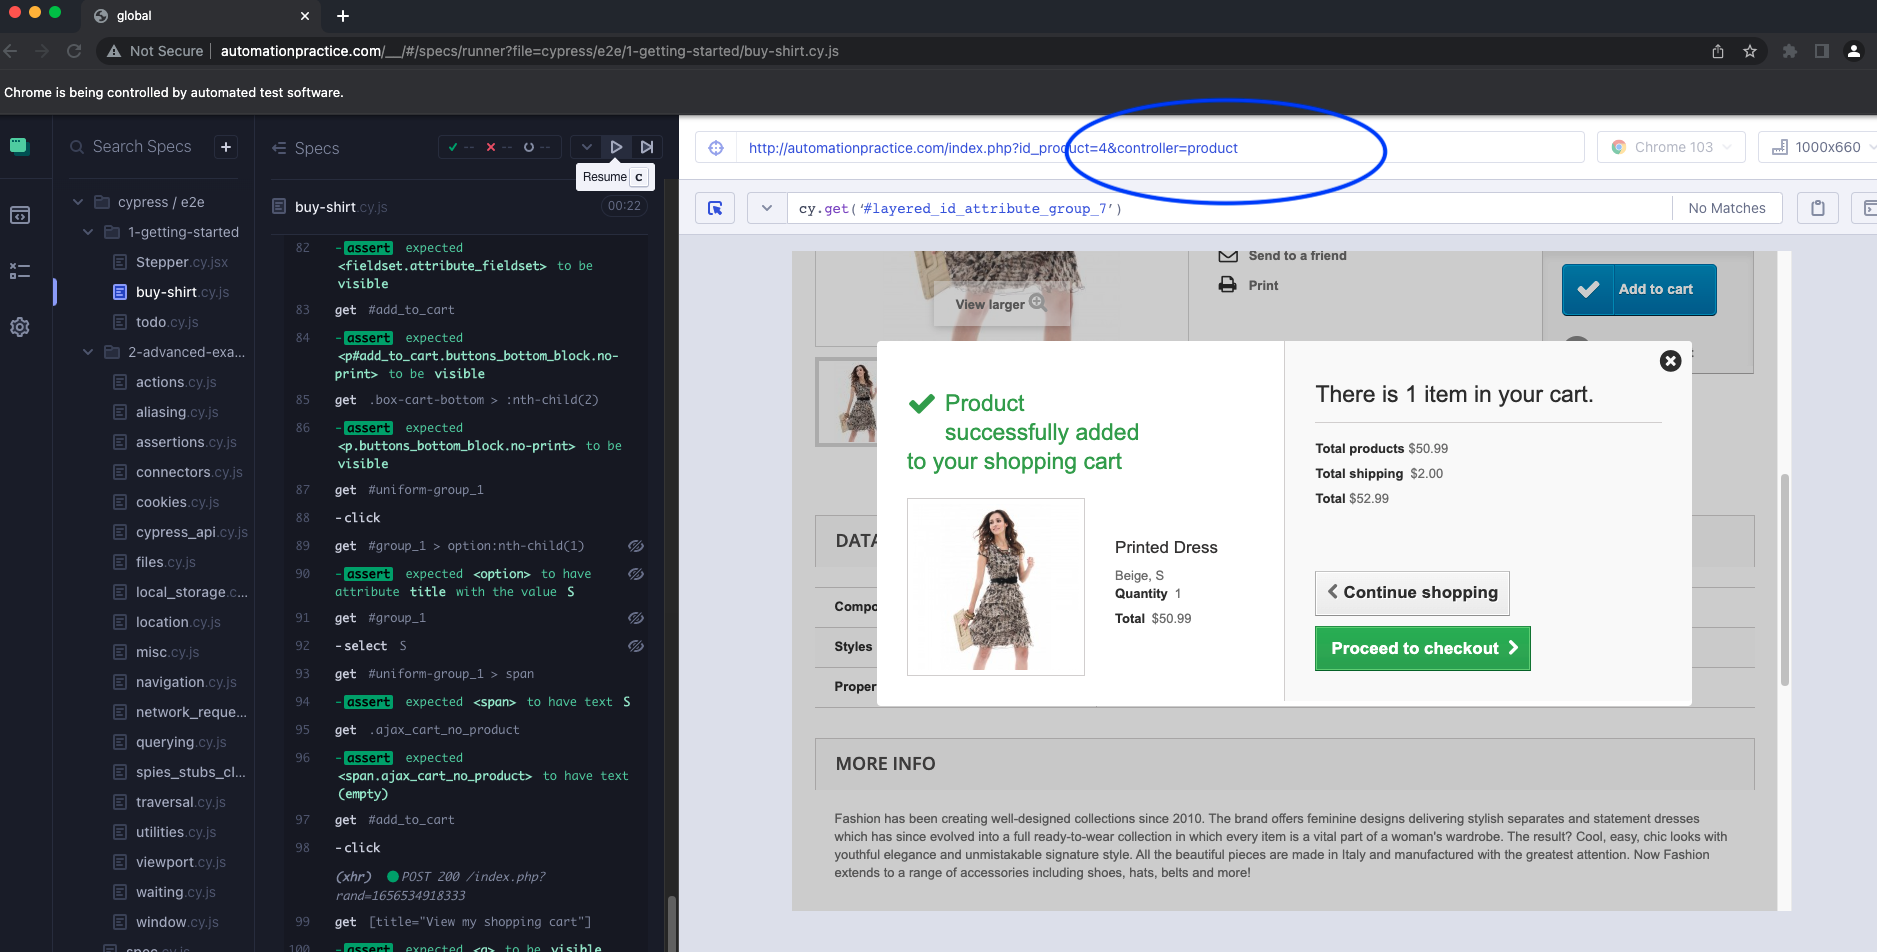 global
Not Secure
automationpractice.com/__/#/specs/runner?file=cypress/e2e/1-getting-started/buy-shirt.cy.js
Chrome is being controlled by automated test software.
Search Specs
+
cypress / e2e
1-getting-started
Stepper.cy.jsx
buy-shirt.cy.js
todo.cy.js
2-advanced-exa...
actions.cy.js
aliasing.cy.js
assertions.cy.js
connectors.cy.js
cookies.cy.js
cypress_api.cy.js
files.cy.js
local_storage.c...
location.cy.js
misc.cy.js
navigation.cy.js
network_reque...
querying.cy.js
spies_stubs_cl...
traversal.cy.js
utilities.cy.js
viewport.cy.js
waiting.cy.js
window.cy.js
spec.cy.js
Specs
-- -- --
Resume C
buy-shirt.cy.js 00:22
82 -assert expected
<fieldset.attribute_fieldset> to be
visible
83 get #add_to_cart
84 -assert expected
<p#add_to_cart.buttons_bottom_block.no-
print> to be visible
85 get .box-cart-bottom > :nth-child(2)
86 -assert expected
<p.buttons_bottom_block.no-print> to be
visible
87 get #uniform-group_1
88 -click
89 get #group_1 > option:nth-child(1)
90 -assert expected <option> to have
attribute title with the value S
91 get #group_1
92 -select S
93 get #uniform-group_1 > span
94 -assert expected <span> to have text S
95 get .ajax_cart_no_product
96 -assert expected
<span.ajax_cart_no_product> to have text
(empty)
97 get #add_to_cart
98 -click
(xhr) POST 200 /index.php?
rand=1656534918333
99 get [title="View my shopping cart"]
100 -assert expected <a> to be visible
http://automationpractice.com/index.php?id_product=4&controller=product
Chrome 103
1000x660
cy.get(‘#layered_id_attribute_group_7’)
No Matches
Send to a friend
Print
View larger
Add to cart
Product
successfully added
to your shopping cart
Printed Dress
Beige, S
Quantity 1
Total $50.99
There is 1 item in your cart.
Total products $50.99
Total shipping $2.00
Total $52.99
Continue shopping
Proceed to checkout
DATA
Compo
Styles
Proper
MORE INFO
Fashion has been creating well-designed collections since 2010. The brand offers feminine designs delivering stylish separates and statement dresses
which has since evolved into a full ready-to-wear collection in which every item is a vital part of a woman's wardrobe. The result? Cool, easy, chic looks with
youthful elegance and unmistakable signature style. All the beautiful pieces are made in Italy and manufactured with the greatest attention. Now Fashion
extends to a range of accessories including shoes, hats, belts and more!